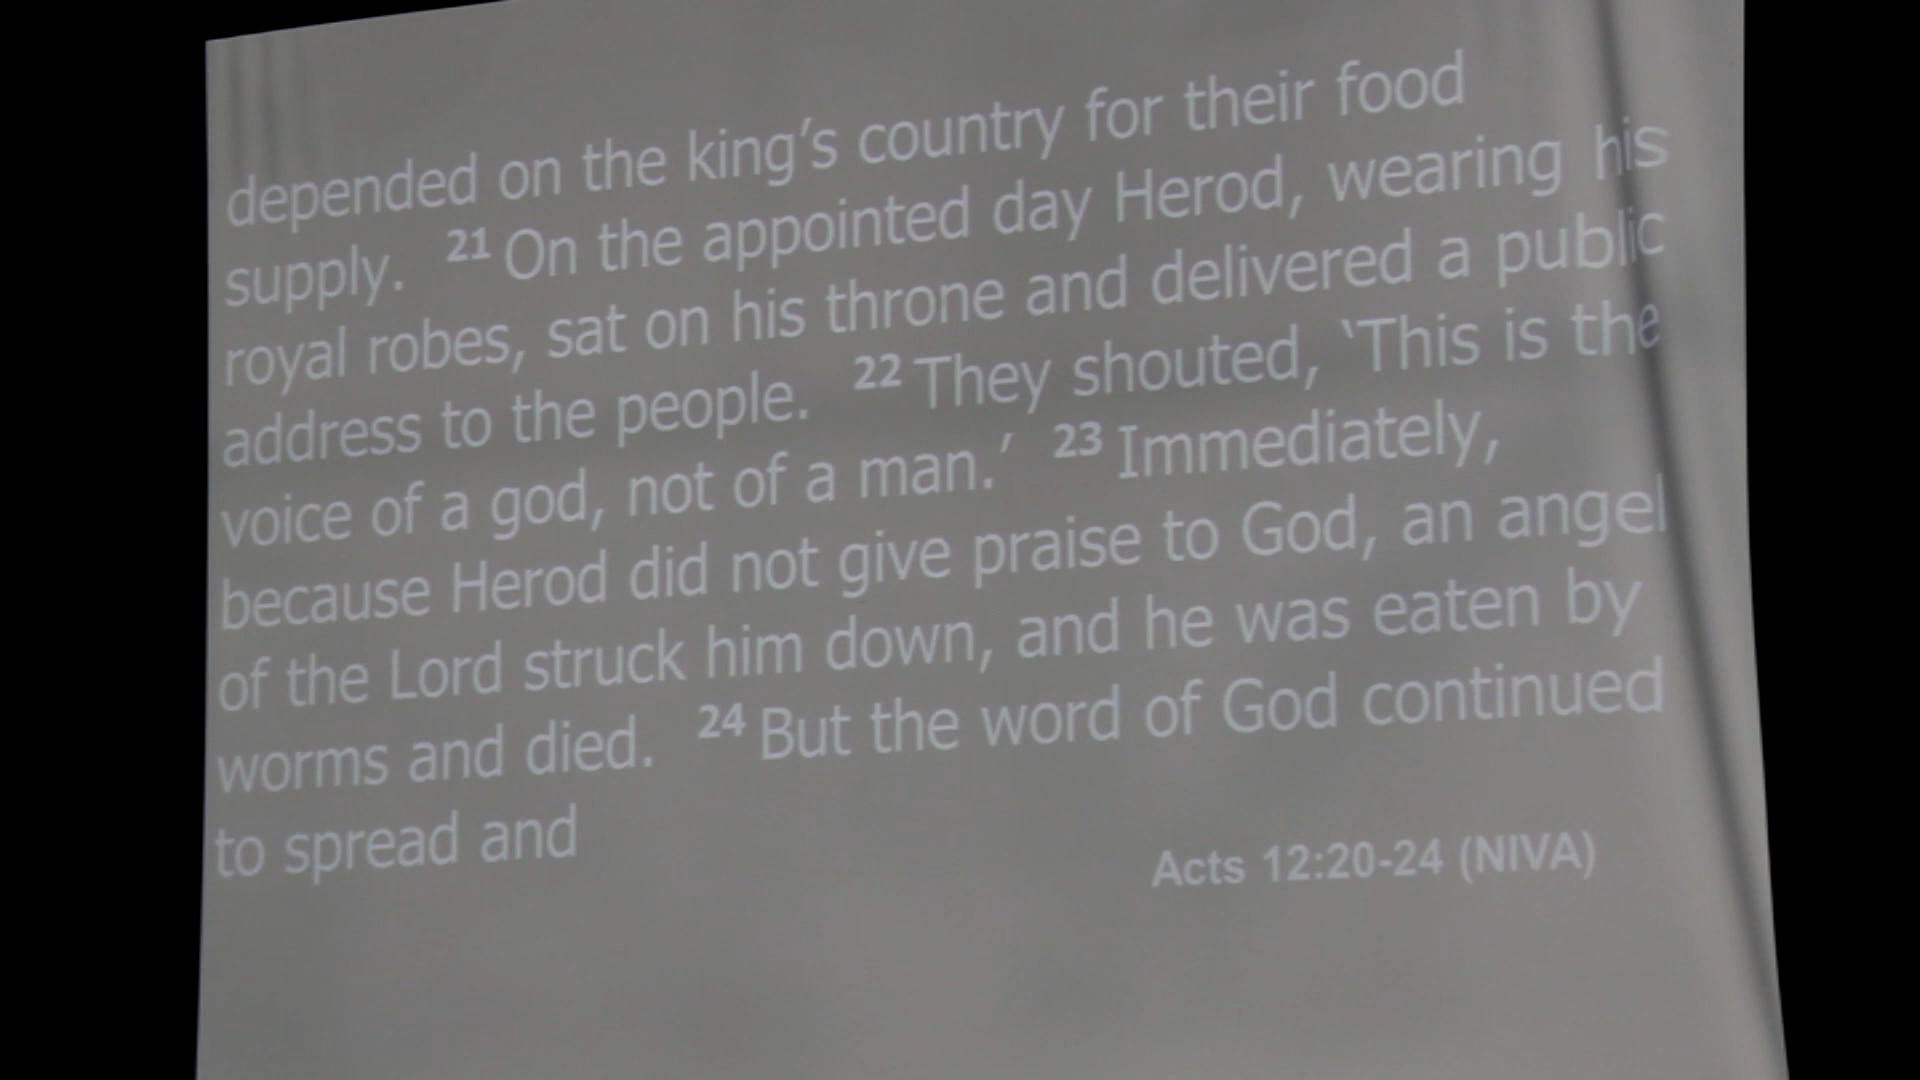 depended on the king’s country for their food
supply. 21 On the appointed day Herod, wearing his
royal robes, sat on his throne and delivered a public
address to the people. 22 They shouted, ‘This is the
voice of a god, not of a man.’ 23 Immediately,
because Herod did not give praise to God, an angel
of the Lord struck him down, and he was eaten by
worms and died. 24 But the word of God continued
to spread and
Acts 12:20-24 (NIVA)